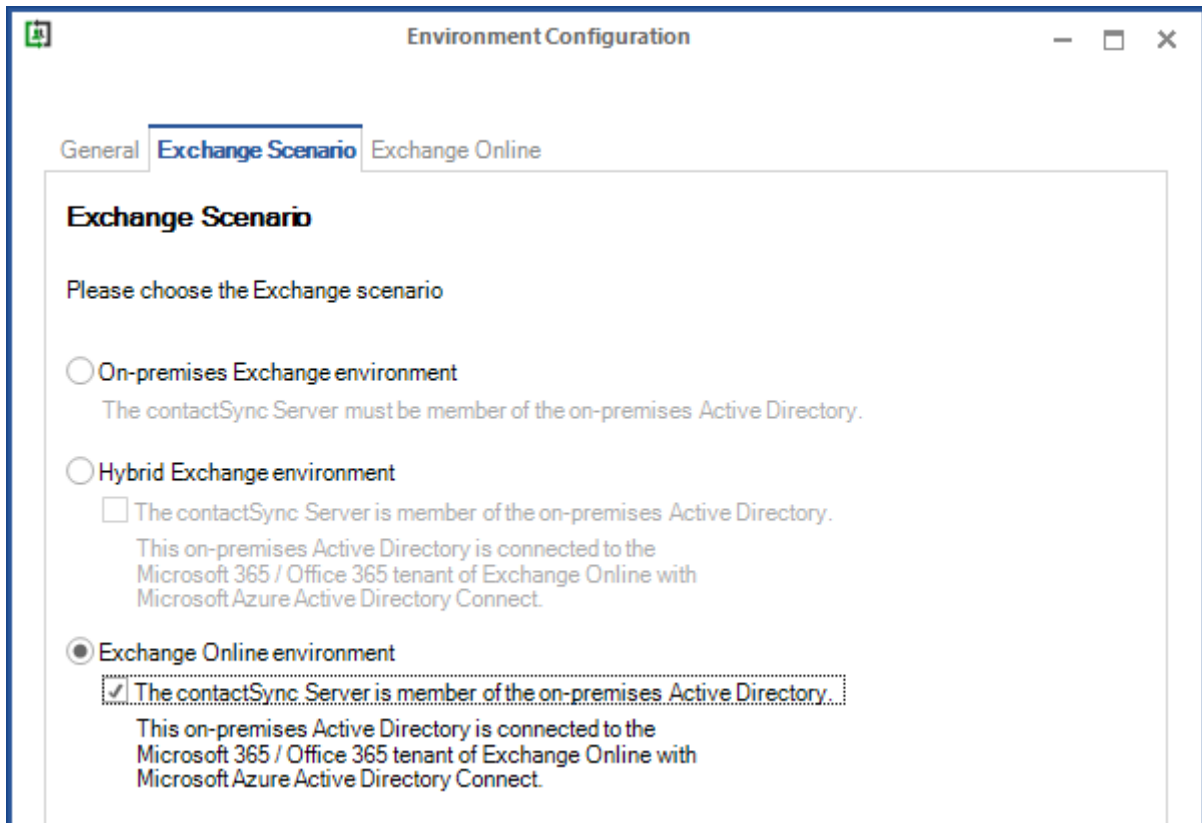 Environment Configuration
General Exchange Scenario Exchange Online
Exchange Scenario
Please choose the Exchange scenario
On-premises Exchange environment
The contactSync Server must be member of the on-premises Active Directory.
Hybrid Exchange environment
The contactSync Server is member of the on-premises Active Directory.
This on-premises Active Directory is connected to the
Microsoft 365 / Office 365 tenant of Exchange Online with
Microsoft Azure Active Directory Connect.
Exchange Online environment
The contactSync Server is member of the on-premises Active Directory.
This on-premises Active Directory is connected to the
Microsoft 365 / Office 365 tenant of Exchange Online with
Microsoft Azure Active Directory Connect.